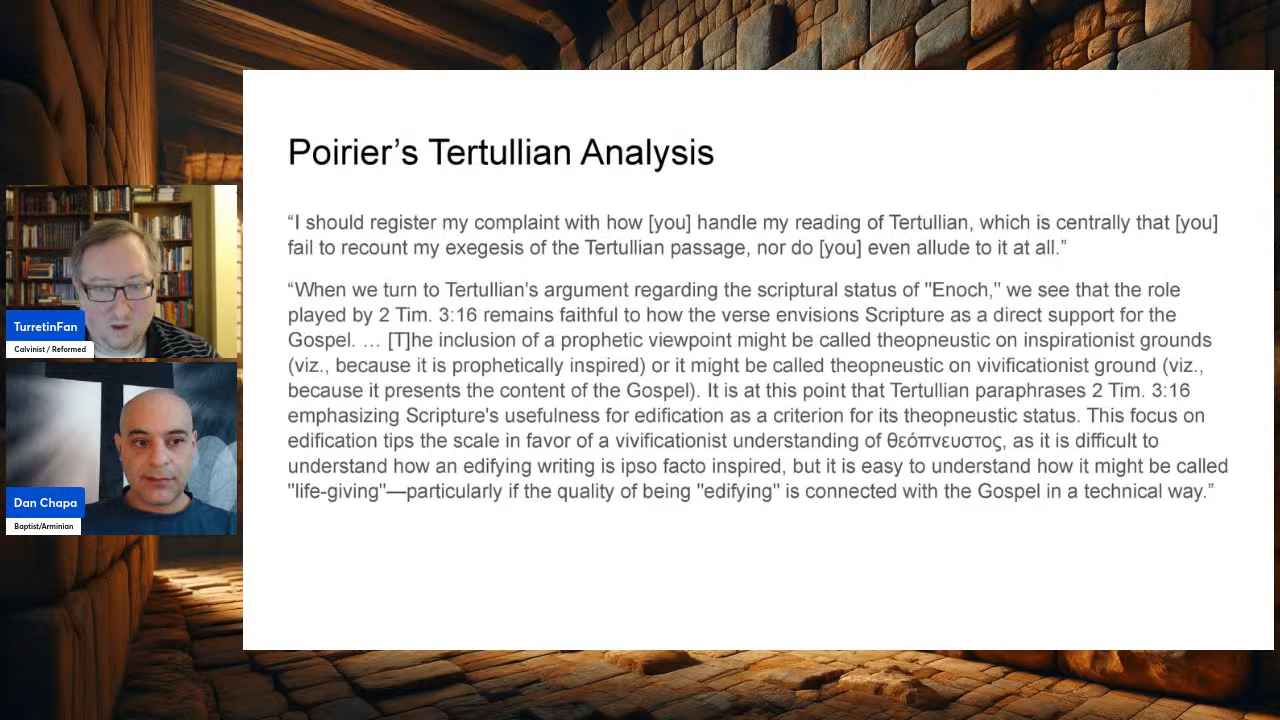 Poirier’s Tertullian Analysis
“I should register my complaint with how [you] handle my reading of Tertullian, which is centrally that [you]
fail to recount my exegesis of the Tertullian passage, nor do [you] even allude to it at all.”
“When we turn to Tertullian's argument regarding the scriptural status of "Enoch," we see that the role
played by 2 Tim. 3:16 remains faithful to how the verse envisions Scripture as a direct support for the
Gospel. … [T]he inclusion of a prophetic viewpoint might be called theopneustic on inspirationist grounds
(viz., because it is prophetically inspired) or it might be called theopneustic on vivificationist ground (viz.,
because it presents the content of the Gospel). It is at this point that Tertullian paraphrases 2 Tim. 3:16
emphasizing Scripture's usefulness for edification as a criterion for its theopneustic status. This focus on
edification tips the scale in favor of a vivificationist understanding of θεόπνευστος, as it is difficult to
understand how an edifying writing is ipso facto inspired, but it is easy to understand how it might be called
"life-giving"—particularly if the quality of being "edifying" is connected with the Gospel in a technical way.”
TurretinFan
Calvinist / Reformed
Dan Chapa
Baptist/Arminian